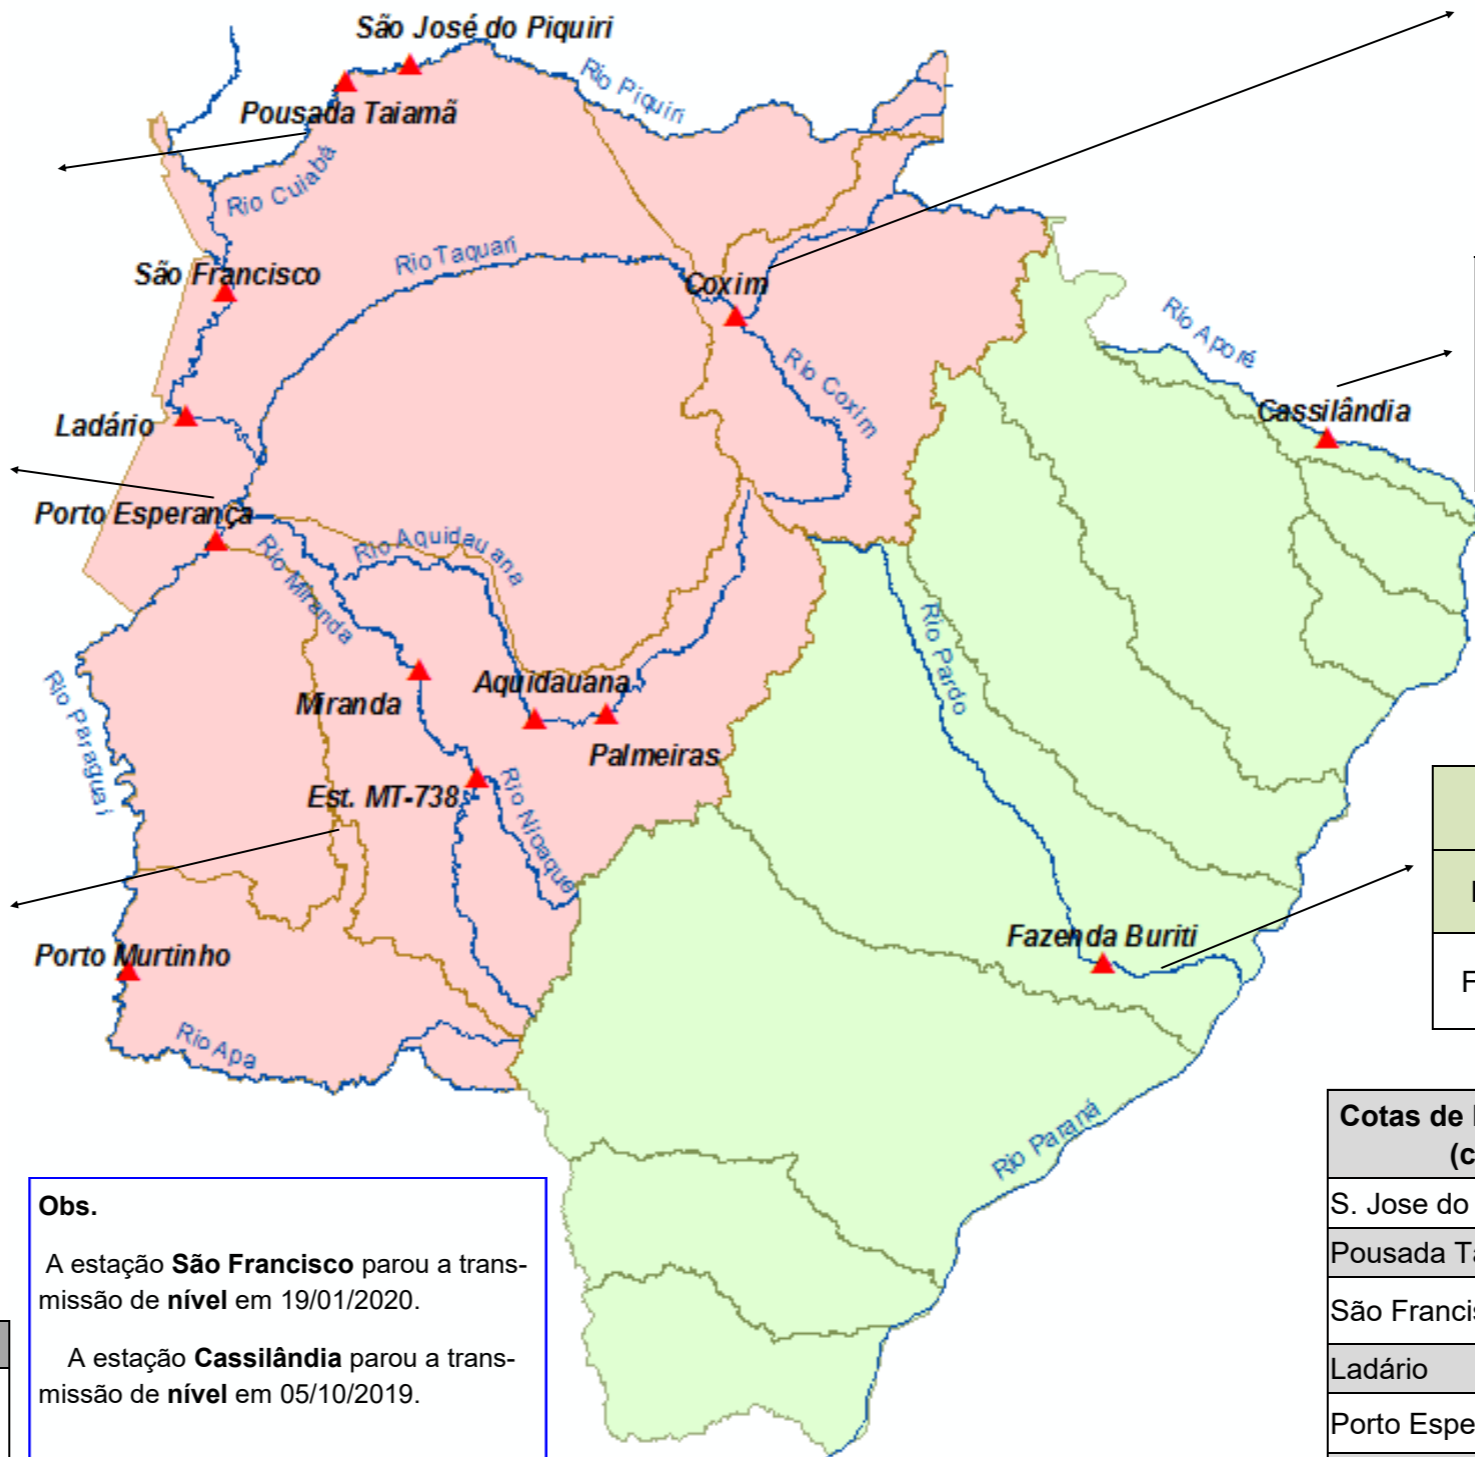 São José do Piquiri
Rio Piquiri
Pousada Taiamã
Rio Cuiabá
Rio Taquari
São Francisco
Coxim
Rio Aporé
Rio Coxim
Cassilândia
Ladário
Porto Esperança
Rio Miranda
Rio Aquidauana
Rio Pardo
Rio Paraguai
Miranda
Aquidauana
Palmeiras
Est. MT-738
Rio Nioaque
Porto Murtinho
Fazenda Buriti
Rio Apa
Rio Paraná
Cotas de
(c
S. Jose do
Pousada Ta
São Francis
Ladário
Porto Espe
Obs.
A estação São Francisco parou a trans-
missão de nível em 19/01/2020.
A estação Cassilândia parou a trans-
missão de nível em 05/10/2019.